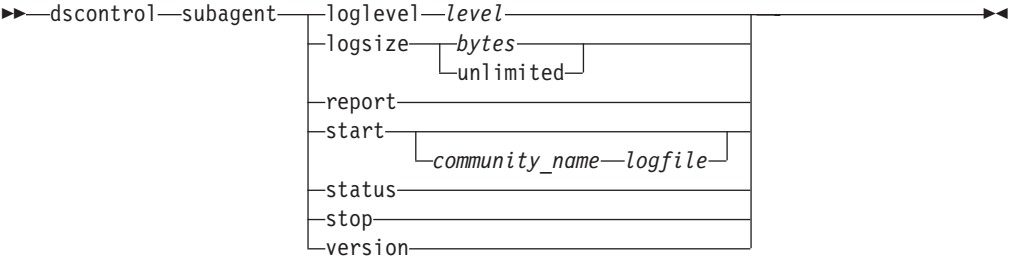 dscontrol subagent loglevel level
logsize bytes
unlimited
report
start
community_name logfile
status
stop
version